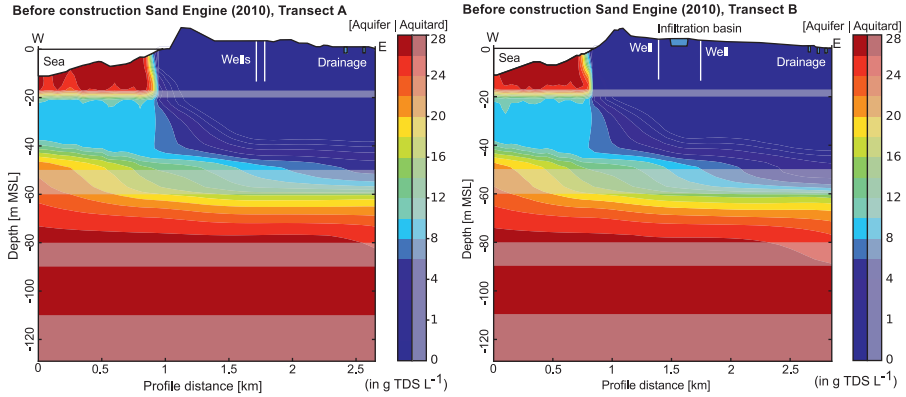 Before construction Sand Engine (2010), Transect A
[Aquifer | Aquitard]
W
Sea
Wells
Drainage
E
0
-20
-40
-60
-80
-100
-120
Depth [m MSL]
0
0.5
1
1.5
2
2.5
Profile distance [km]
28
24
20
16
12
8
4
1
0
(in g TDS L-1)
Before construction Sand Engine (2010), Transect B
[Aquifer | Aquitard]
Infiltration basin
W
Sea
Well
Well
Drainage
E
0
-20
-40
-60
-80
-100
-120
Depth [m MSL]
0
0.5
1
1.5
2
2.5
Profile distance [km]
28
24
20
16
12
8
4
1
0
(in g TDS L-1)